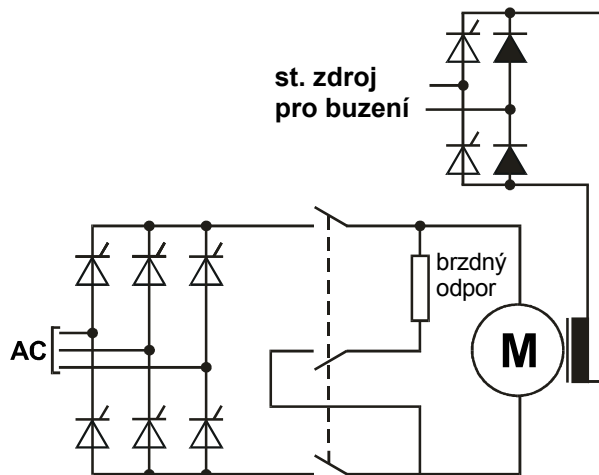 st. zdroj
pro buzení
brzdný
odpor
AC
M